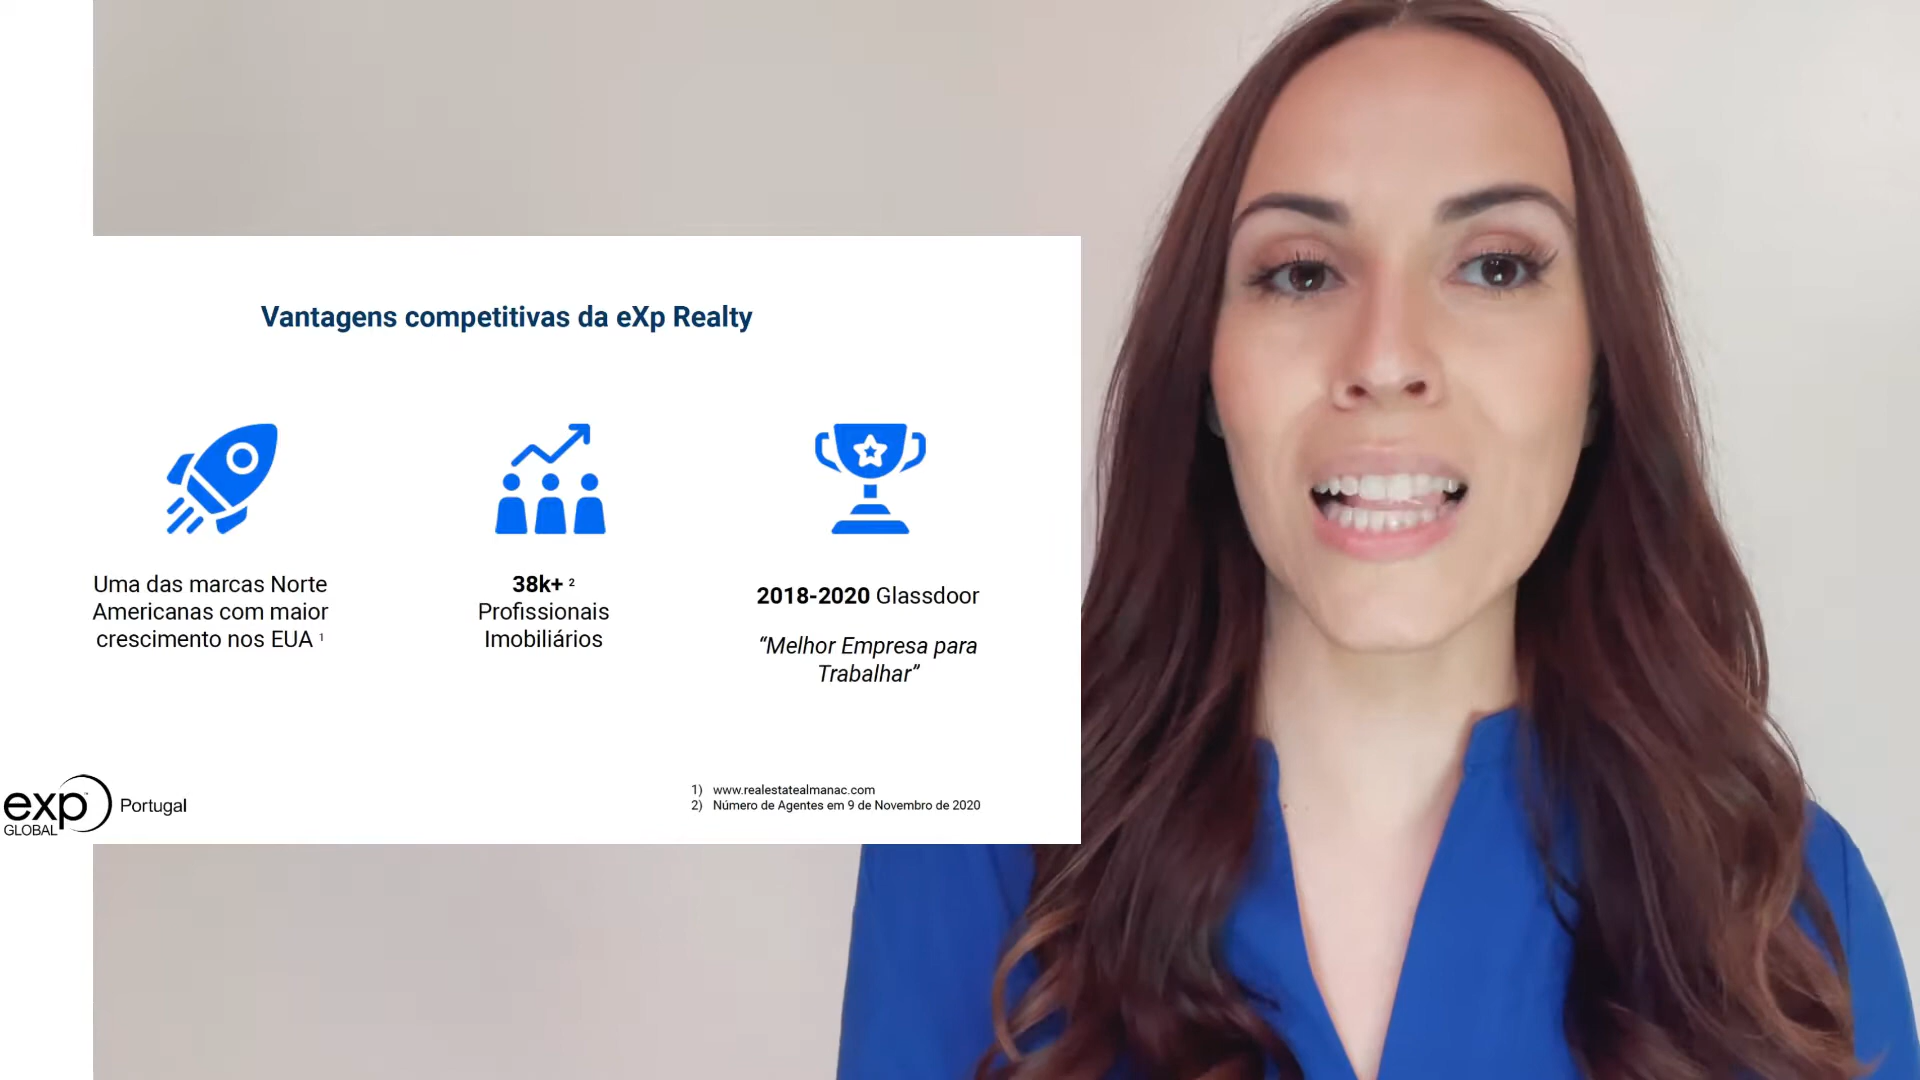 Vantagens competitivas da eXp Realty
Uma das marcas Norte
Americanas com maior
crescimento nos EUA ¹
38k+ ²
Profissionais
Imobiliários
2018-2020 Glassdoor
“Melhor Empresa para
Trabalhar”
1) www.realestatealmanac.com
2) Número de Agentes em 9 de Novembro de 2020
exp™
GLOBAL
Portugal